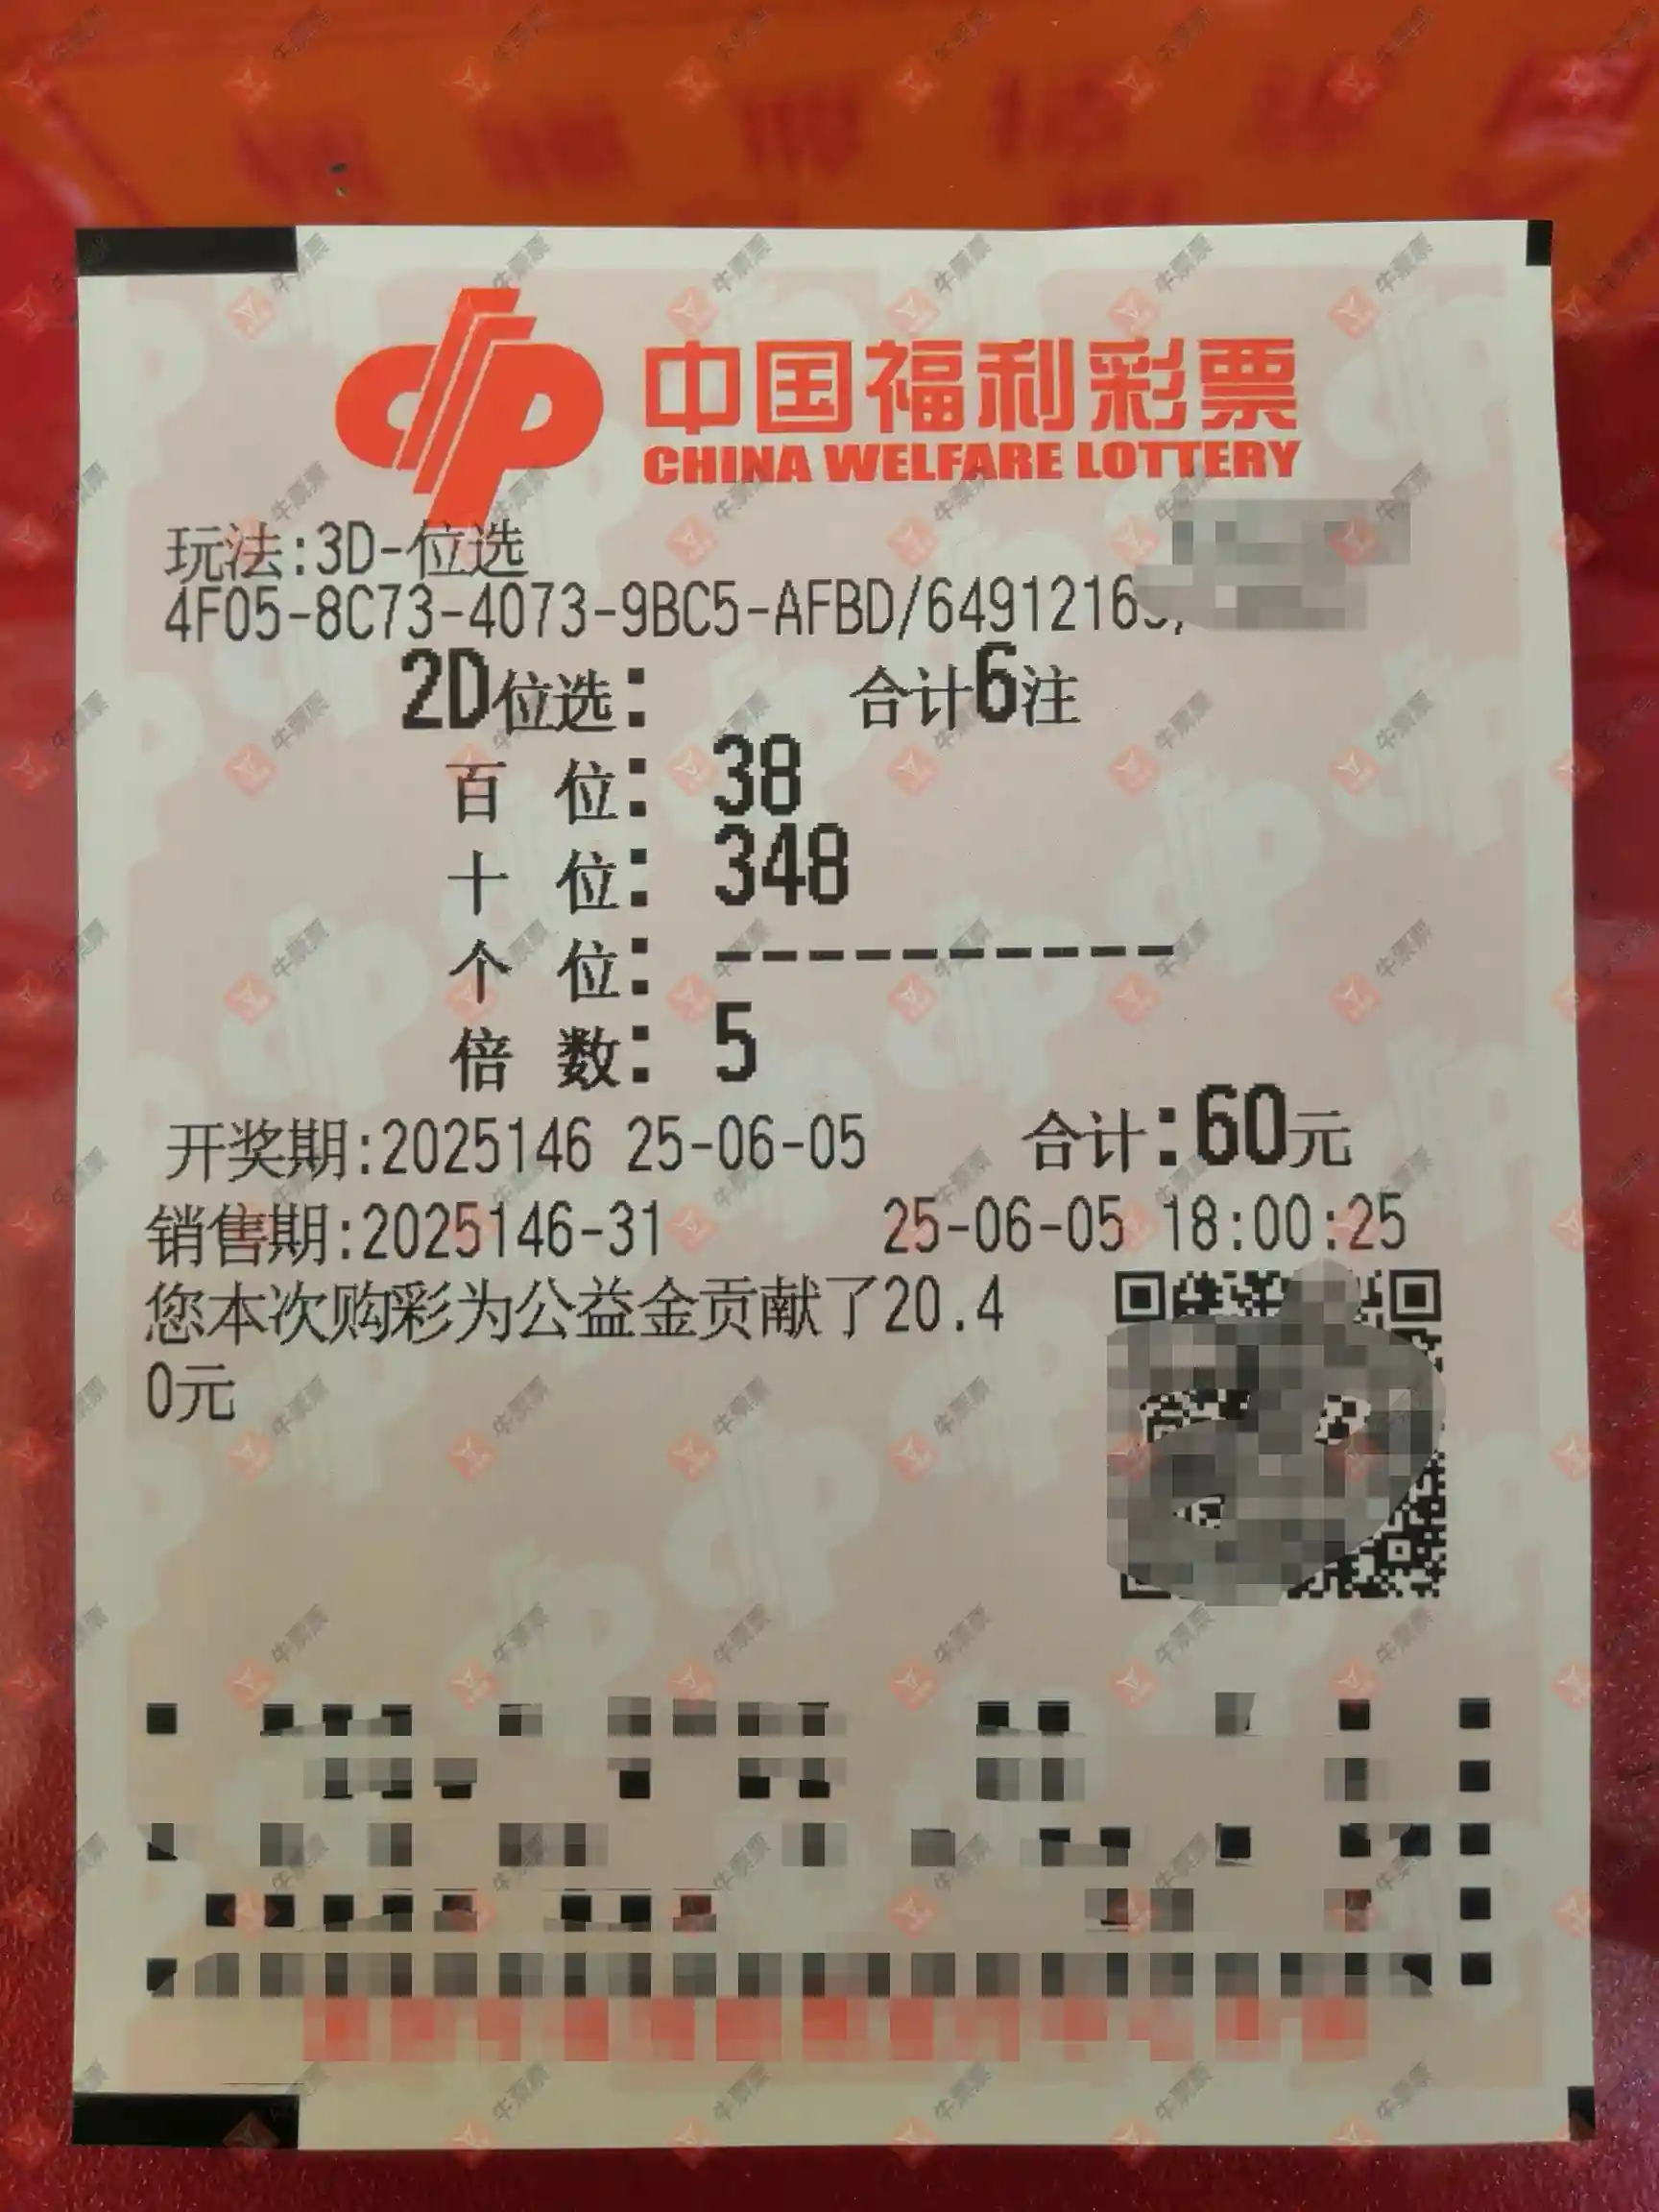 中国福利彩票
CHINA WELFARE LOTTERY
玩法:3D-位选
4F05-8C73-4073-9BC5-AFBD/6491216
2D位选: 合计6注
百 位: 38
十 位: 348
个 位: ----------
倍 数: 5
开奖期:2025146 25-06-05 合计:60元
销售期:2025146-31 25-06-05 18:00:25
您本次购彩为公益金贡献了20.4
0元
牛票票